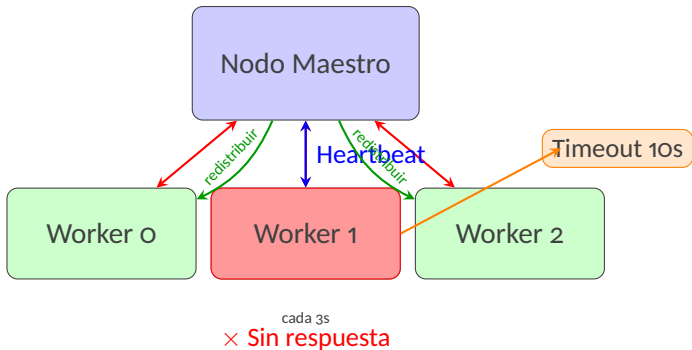 Nodo Maestro
redistribuir
Heartbeat
redistribuir
Timeout 10s
Worker 0
Worker 1
Worker 2
cada 3s
× Sin respuesta